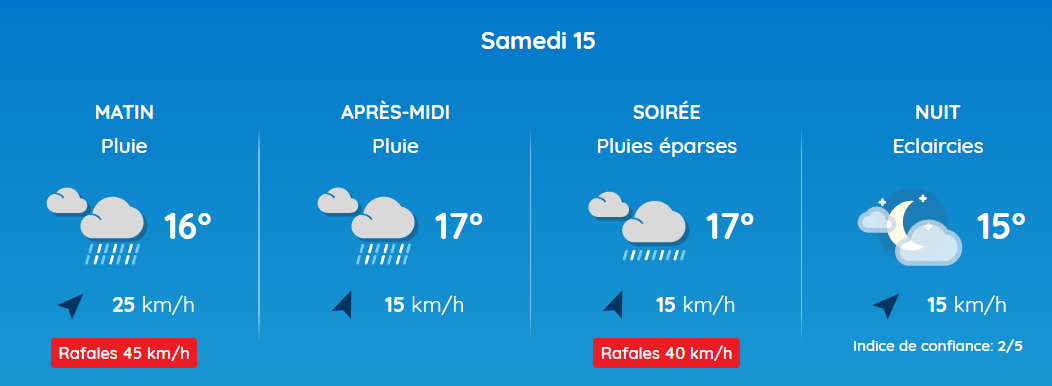 Samedi 15
MATIN
Pluie
16°
25 km/h
Rafales 45 km/h
APRÈS-MIDI
Pluie
17°
15 km/h
SOIRÉE
Pluies éparses
17°
15 km/h
Rafales 40 km/h
NUIT
Eclaircies
15°
15 km/h
Indice de confiance: 2/5